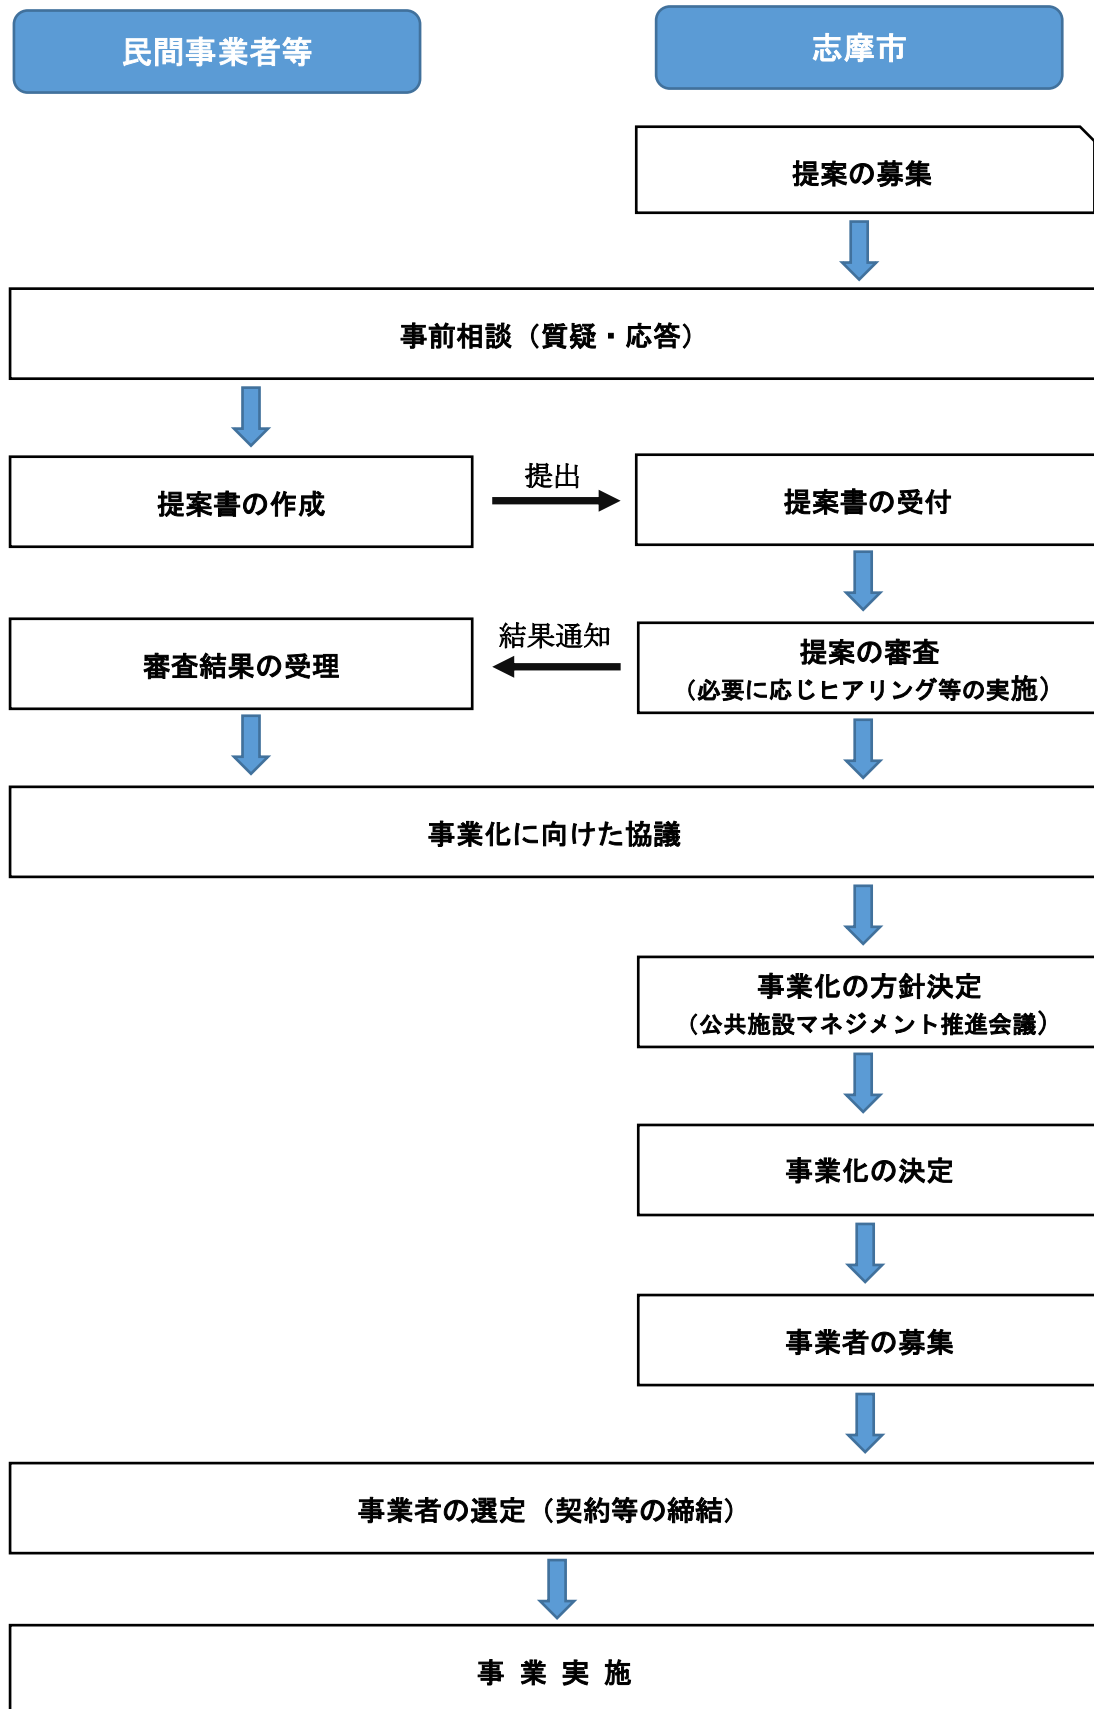 民間事業者等
志摩市
提案の募集
事前相談（質疑・応答）
提案書の作成
提出
提案書の受付
審査結果の受理
結果通知
提案の審査
（必要に応じヒアリング等の実施）
事業化に向けた協議
事業化の方針決定
（公共施設マネジメント推進会議）
事業化の決定
事業者の募集
事業者の選定（契約等の締結）
事 業 実 施